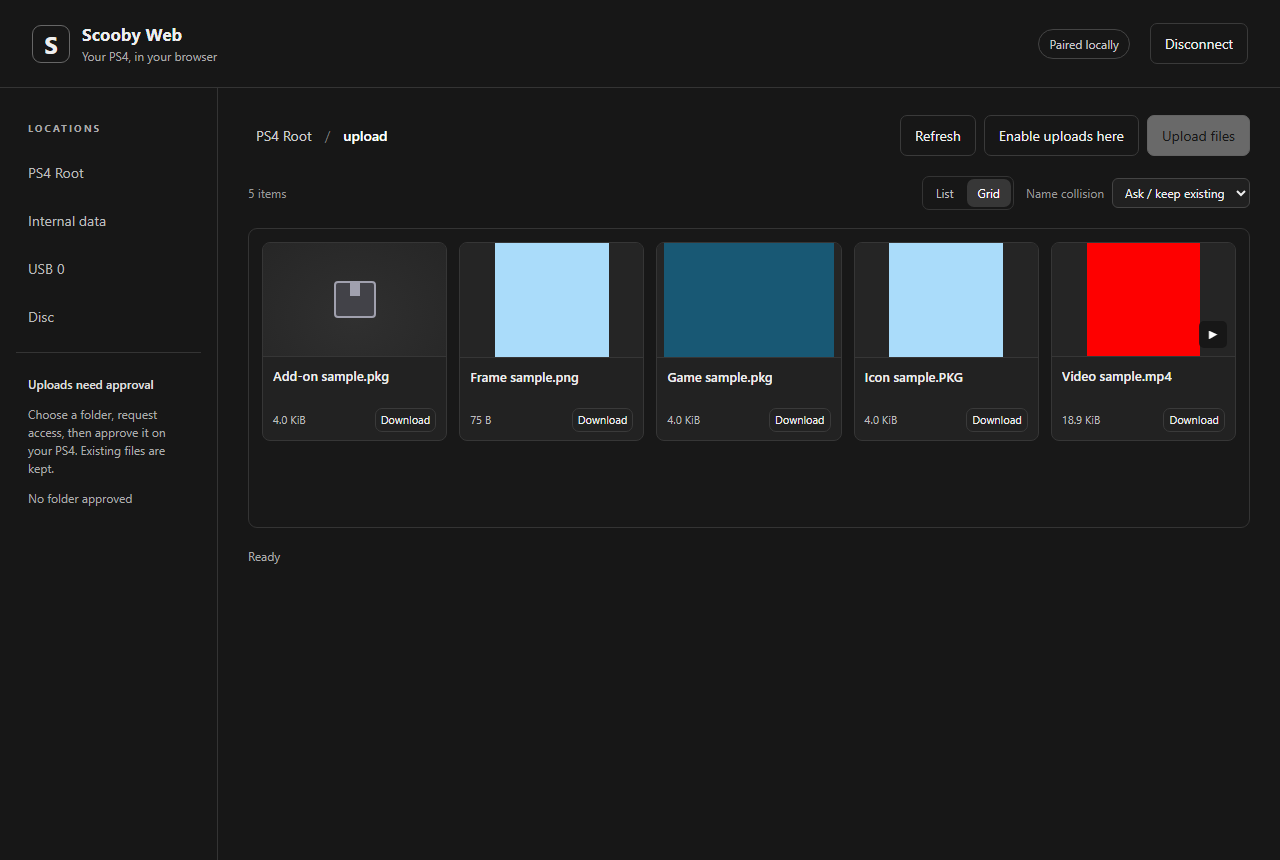 S
Scooby Web
Your PS4, in your browser
Paired locally
Disconnect
LOCATIONS
PS4 Root
Internal data
USB 0
Disc
Uploads need approval
Choose a folder, request
access, then approve it on
your PS4. Existing files are
kept.
No folder approved
PS4 Root / upload
Refresh
Enable uploads here
Upload files
5 items
List
Grid
Name collision
Ask / keep existing
Add-on sample.pkg
4.0 KiB
Download
Frame sample.png
75 B
Download
Game sample.pkg
4.0 KiB
Download
Icon sample.PKG
4.0 KiB
Download
Video sample.mp4
18.9 KiB
Download
Ready